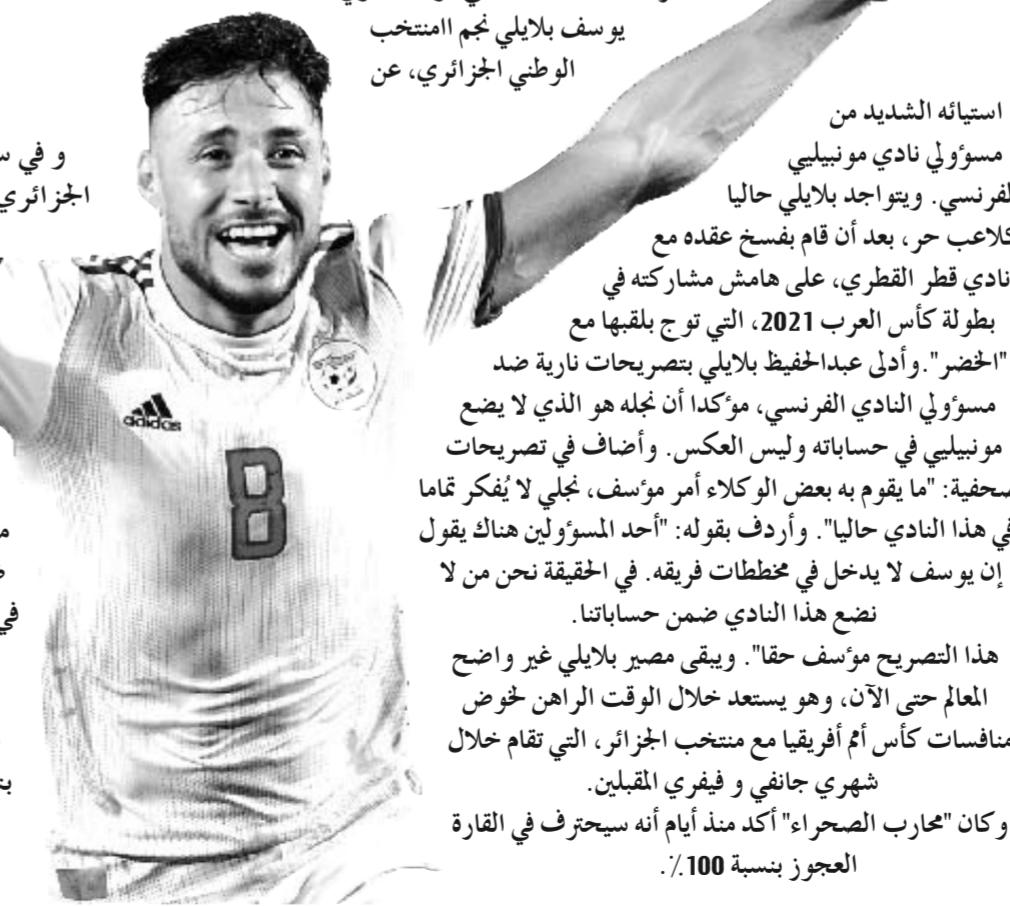 يوسف بلايلي نجم اامنتخب
الوطني الجزائري، عن
استيائه الشديد من
مسؤولي نادي مونبيليي
لفرنسي. ويتواجد بلايلي حاليا
كلاعب حر، بعد أن قام بفسخ عقده مع
نادي قطر القطري، على هامش مشاركته في
بطولة كأس العرب 2021، التي توج بلقبها مع
"الخضر". وأدلى عبدالحفيظ بلايلي بتصريحات نارية ضد
مسؤولي النادي الفرنسي، مؤكدا أن نجله هو الذي لا يضع
مونبيليي في حساباته وليس العكس. وأضاف في تصريحات
صحفية: "ما يقوم به بعض الوكلاء أمر مؤسف، نجلي لا يُفكر تماما
في هذا النادي حاليا". وأردف بقوله: "أحد المسؤولين هناك يقول
إن يوسف لا يدخل في مخططات فريقه. في الحقيقة نحن من لا
نضع هذا النادي ضمن حساباتنا.
هذا التصريح مؤسف حقا". ويبقى مصير بلايلي غير واضح
المعالم حتى الآن، وهو يستعد خلال الوقت الراهن لخوض
منافسات كأس أمم أفريقيا مع منتخب الجزائر، التي تقام خلال
شهري جانفي و فيفري المقبلين.
وكان "محارب الصحراء" أكد منذ أيام أنه سيحترف في القارة
العجوز بنسبة 100٪.
و في
الجزائري
في
adidas
8